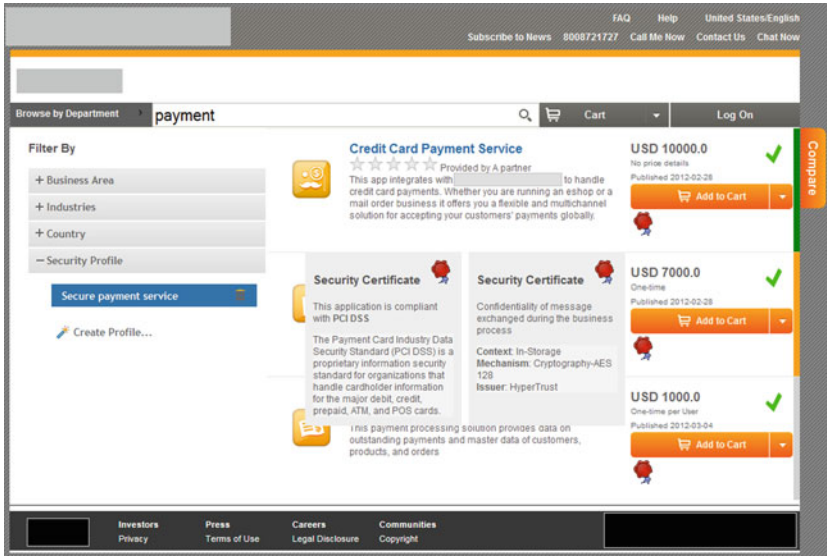 FAQ Help United States/English
Subscribe to News 8008721727 Call Me Now Contact Us Chat Now
Browse by Department payment Cart Log On
Compare
Filter By
+ Business Area
+ Industries
+ Country
− Security Profile
Secure payment service
Create Profile...
Credit Card Payment Service
Provided by A partner
This app integrates with to handle
credit card payments. Whether you are running an eshop or a
mail order business it offers you a flexible and multichannel
solution for accepting your customers' payments globally.
USD 10000.0
No price details
Published 2012-02-28
Add to Cart
Security Certificate
This application is compliant
with PCI DSS
The Payment Card Industry Data
Security Standard (PCI DSS) is a
proprietary information security
standard for organizations that
handle cardholder information
for the major debit, credit,
prepaid, ATM, and POS cards.
Security Certificate
Confidentiality of message
exchanged during the business
process
Context: In-Storage
Mechanism: Cryptography-AES
128
Issuer: HyperTrust
USD 7000.0
One-time
Published 2012-02-28
Add to Cart
This payment processing solution provides data on
outstanding payments and master data of customers,
products, and orders
USD 1000.0
One-time per User
Published 2012-03-04
Add to Cart
Investors Press Careers Communities
Privacy Terms of Use Legal Disclosure Copyright